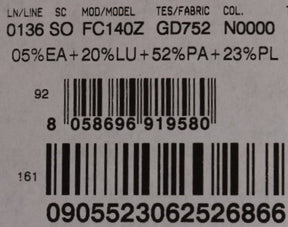 LN/LINE SC MOD/MODEL TES/FABRIC COL.
0136 SO FC140Z GD752 N0000
05%EA+20%LU+52%PA+23%PL
92
8 058696 919580
161
0905523062526866